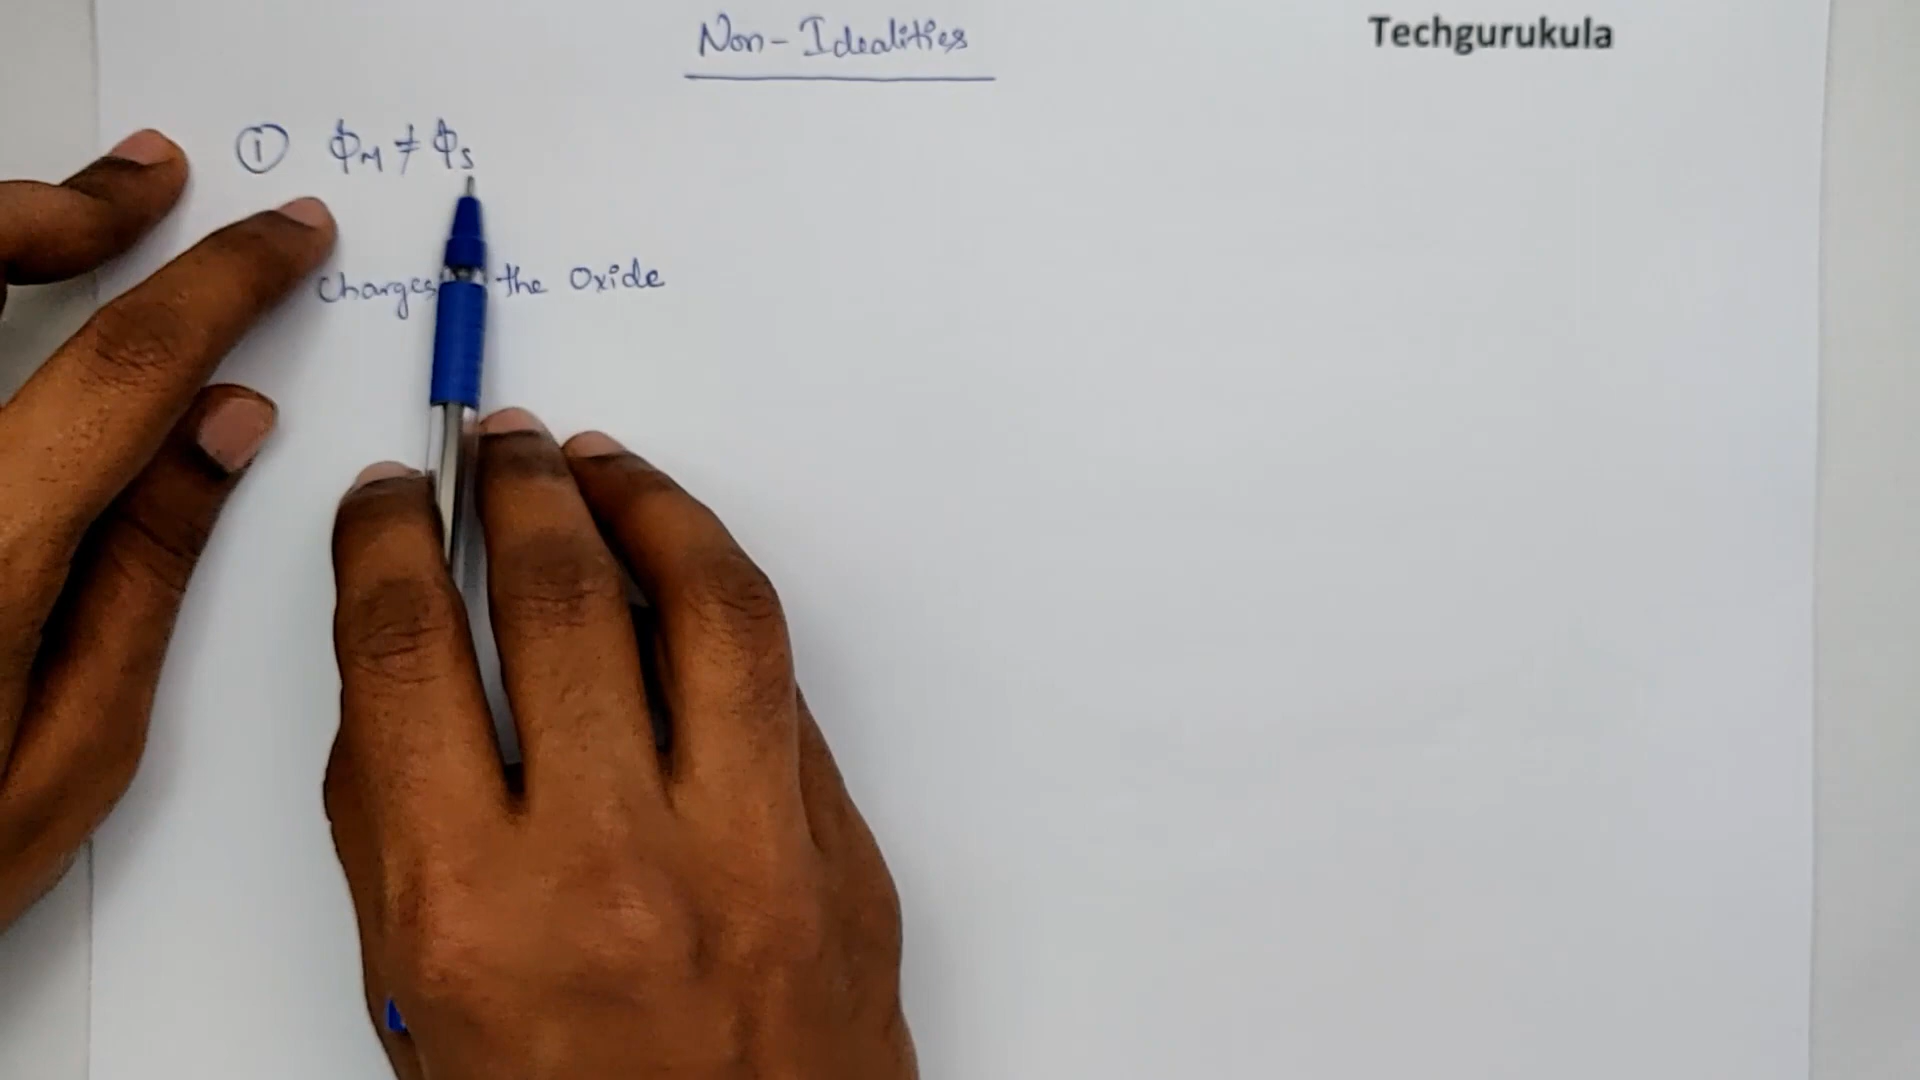 Non-Idealities
Techgurukula
① ΦM ≠ ΦS
charges the Oxide